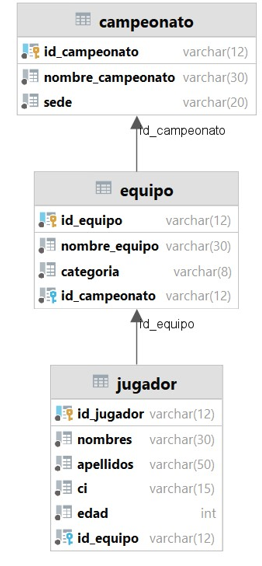 campeonato
id_campeonato varchar(12)
nombre_campeonato varchar(30)
sede varchar(20)
id_campeonato
equipo
id_equipo varchar(12)
nombre_equipo varchar(30)
categoria varchar(8)
id_campeonato varchar(12)
id_equipo
jugador
id_jugador varchar(12)
nombres varchar(30)
apellidos varchar(50)
ci varchar(15)
edad int
id_equipo varchar(12)